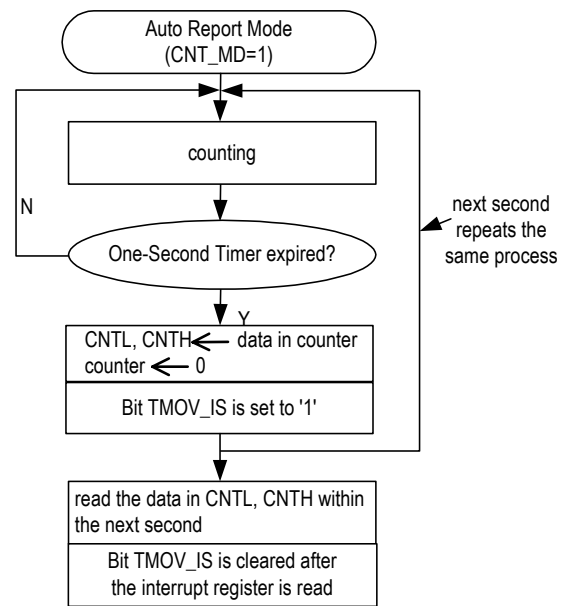 Auto Report Mode
(CNT_MD=1)
counting
N
next second
repeats the
same process
One-Second Timer expired?
Y
CNTL, CNTH ← data in counter
counter ← 0
Bit TMOV_IS is set to '1'
read the data in CNTL, CNTH within
the next second
Bit TMOV_IS is cleared after
the interrupt register is read